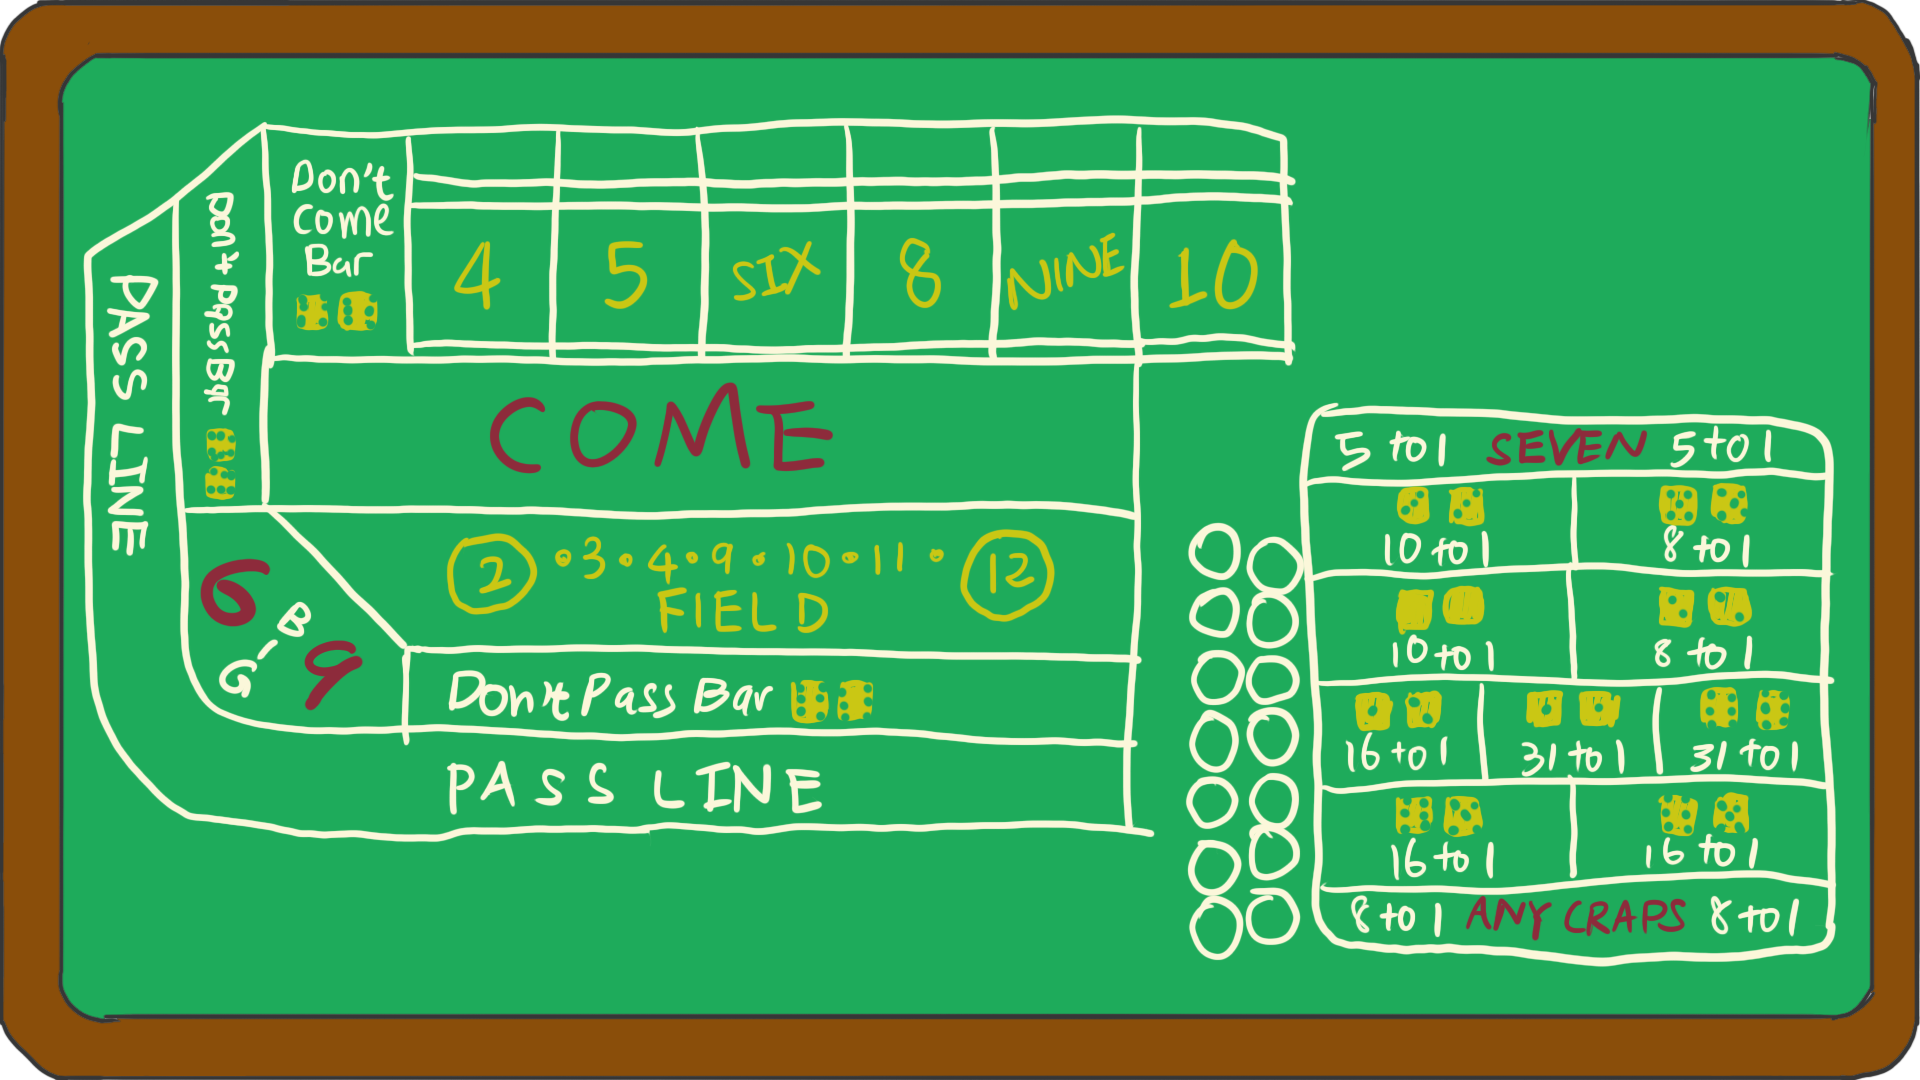 PASS LINE
Don't Pass Bar
Don't
Come
Bar
4
5
SIX
8
NINE
10
COME
2 • 3 • 4 • 9 • 10 • 11 • 12
FIELD
6
9
BIG
Don't Pass Bar
PASS LINE
5 to 1 SEVEN 5 to 1
10 to 1
8 to 1
10 to 1
8 to 1
16 to 1
31 to 1
31 to 1
16 to 1
16 to 1
8 to 1 ANY CRAPS 8 to 1